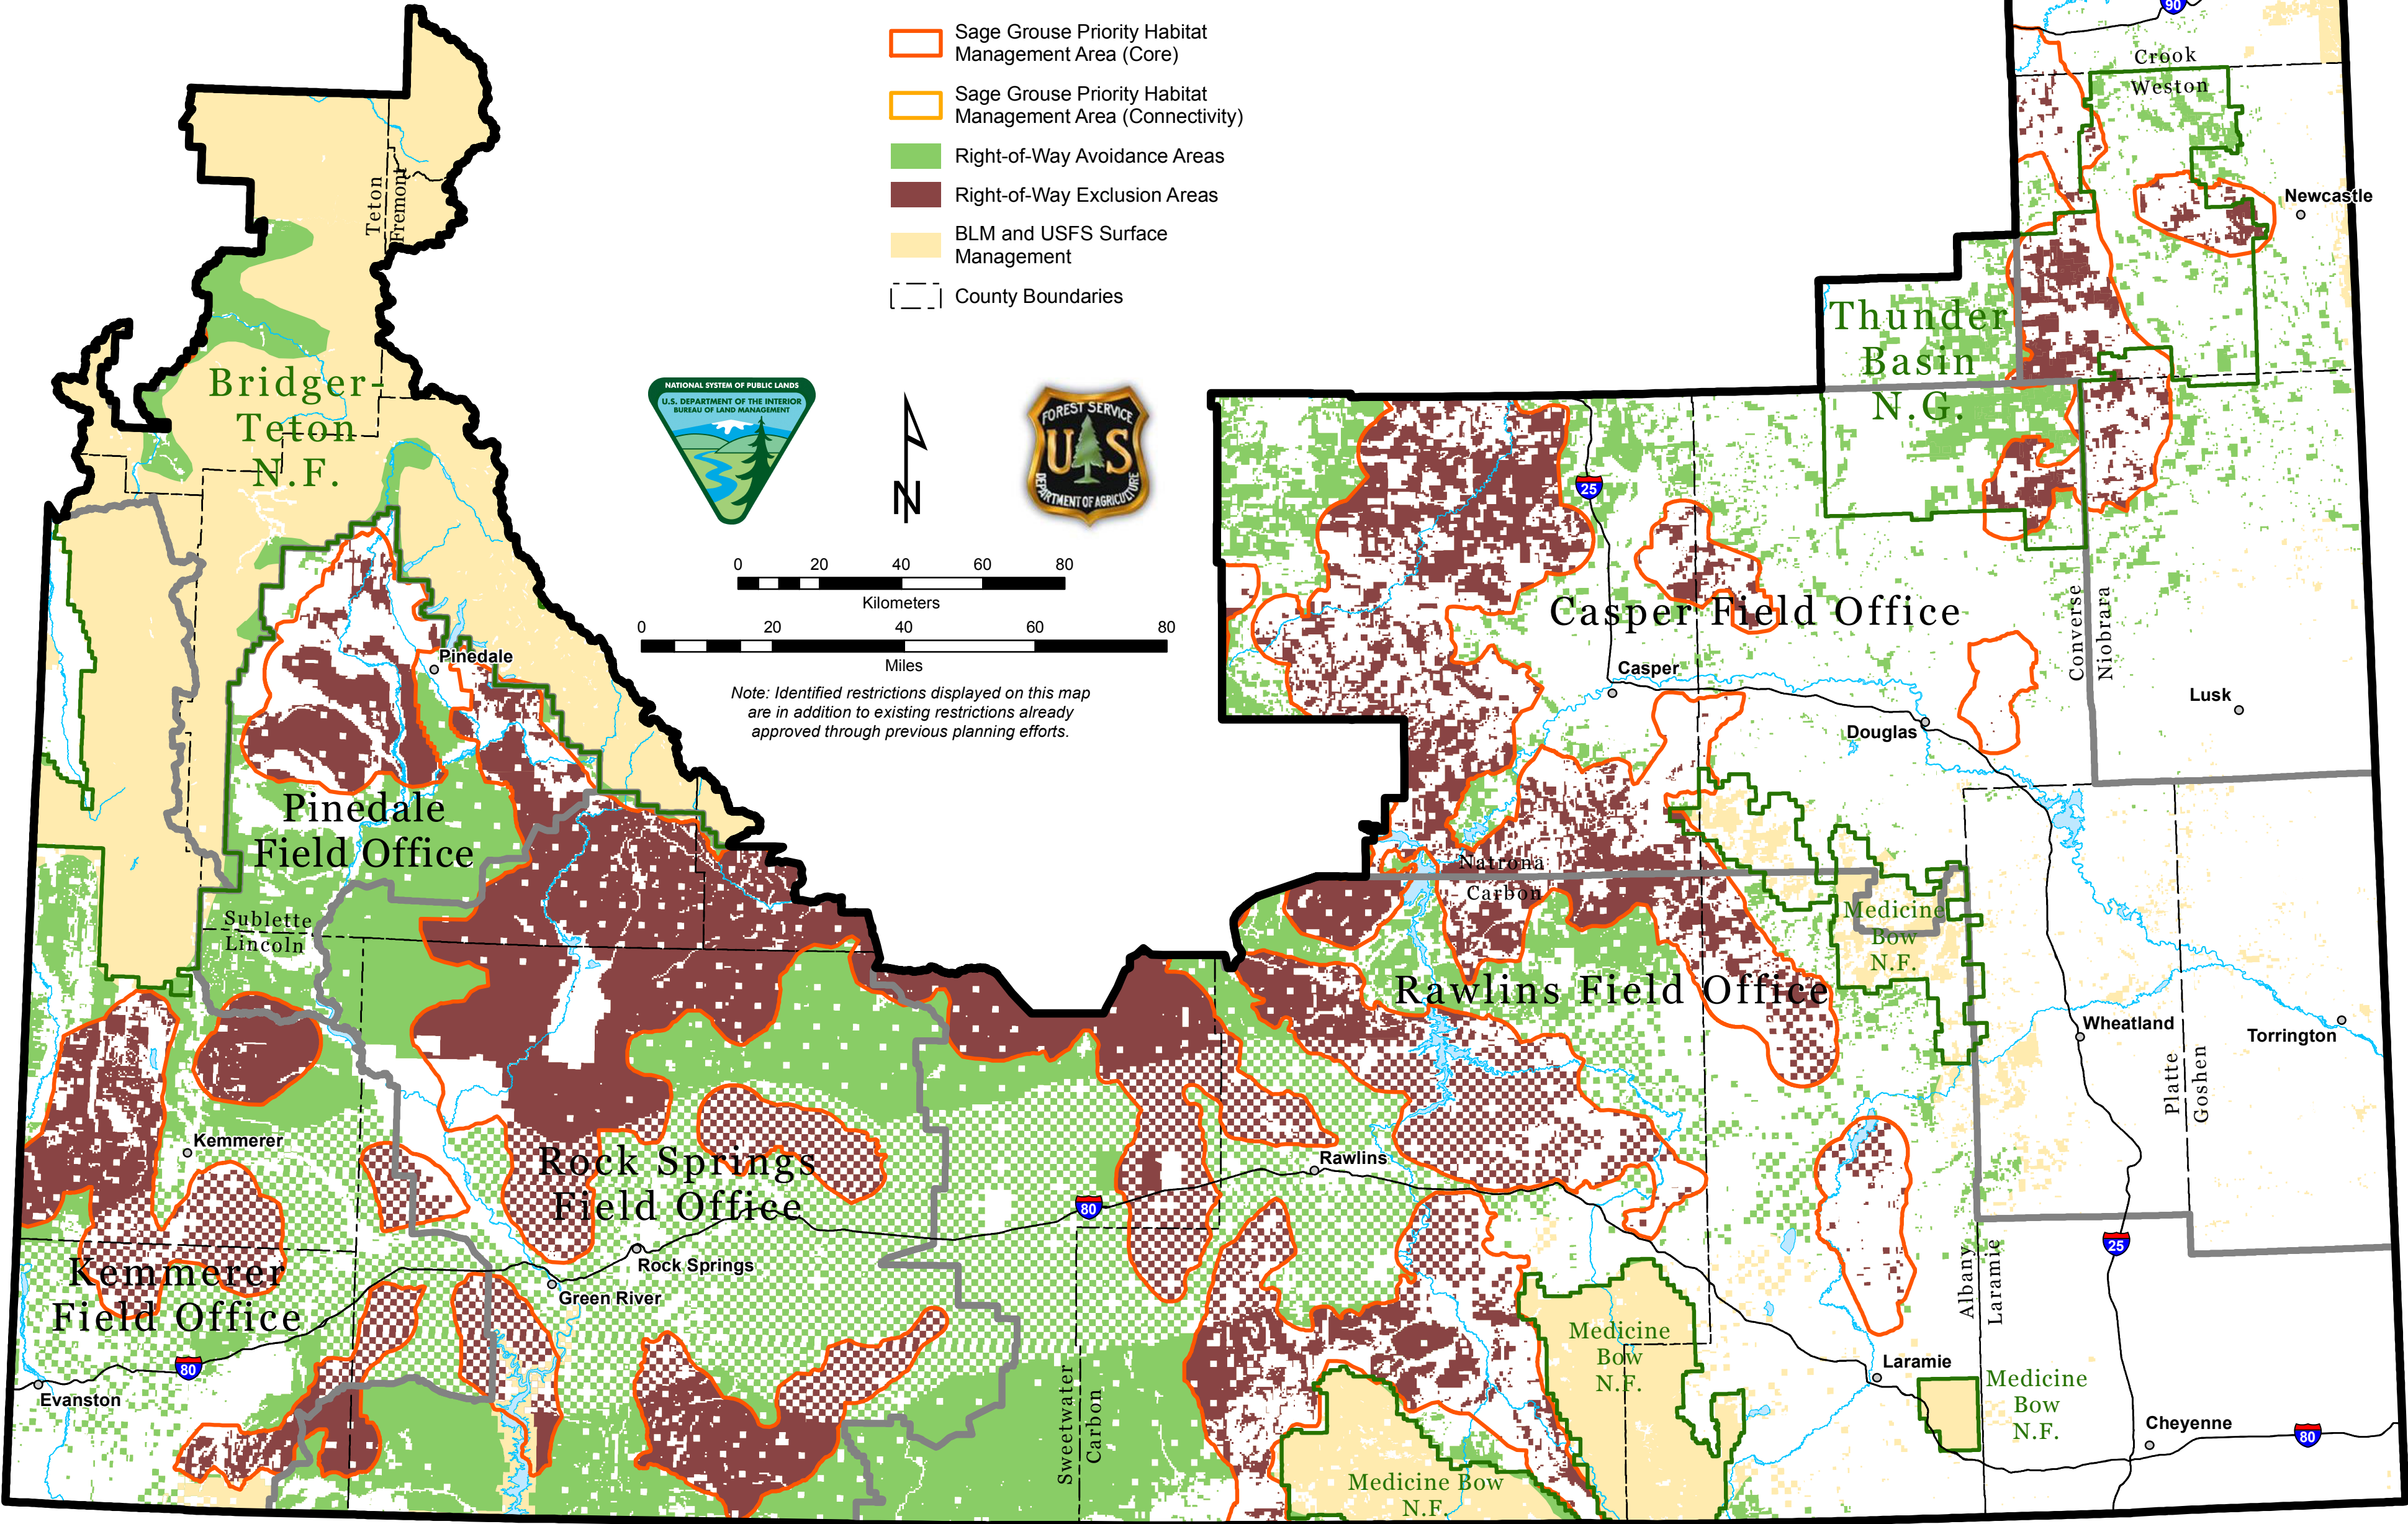 Sage Grouse Priority Habitat
Management Area (Core)
Sage Grouse Priority Habitat
Management Area (Connectivity)
Right-of-Way Avoidance Areas
Right-of-Way Exclusion Areas
BLM and USFS Surface
Management
County Boundaries
90
Crook
Weston
Newcastle
Teton
Fremont
Thunder
Basin
N.G.
Bridger-
Teton
N.F.
NATIONAL SYSTEM OF PUBLIC LANDS
U.S. DEPARTMENT OF THE INTERIOR
BUREAU OF LAND MANAGEMENT
N
FOREST SERVICE
U S
DEPARTMENT OF AGRICULTURE
25
0 20 40 60 80
Kilometers
0 20 40 60 80
Miles
Note: Identified restrictions displayed on this map
are in addition to existing restrictions already
approved through previous planning efforts.
Casper Field Office
Converse
Niobrara
Pinedale
Casper
Lusk
Douglas
Pinedale
Field Office
Natrona
Carbon
Sublette
Lincoln
Medicine
Bow
N.F.
Rawlins Field Office
Wheatland
Torrington
Platte
Goshen
Kemmerer
Rock Springs
Field Office
Rawlins
80
Kemmerer
Field Office
Rock Springs
Green River
Albany
Laramie
25
Medicine
Bow
N.F.
80
Evanston
Laramie
Medicine
Bow
N.F.
Sweetwater
Carbon
Cheyenne
80
Medicine Bow
N.F.